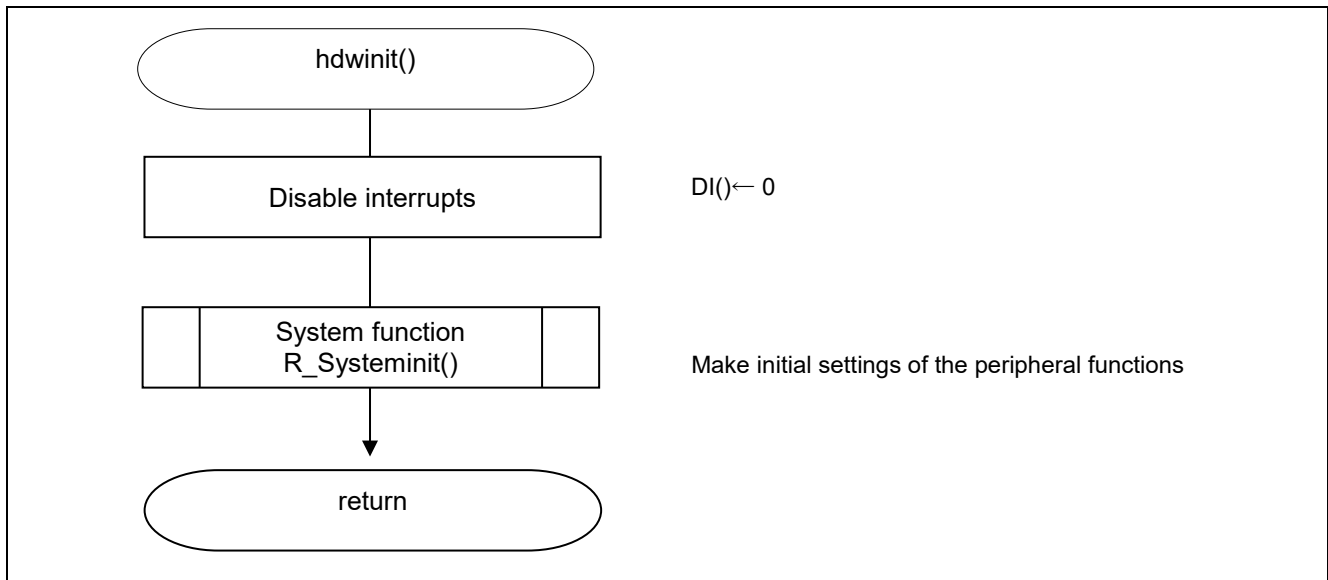 hdwinit()
Disable interrupts
DI()← 0
System function
R_Systeminit()
Make initial settings of the peripheral functions
return